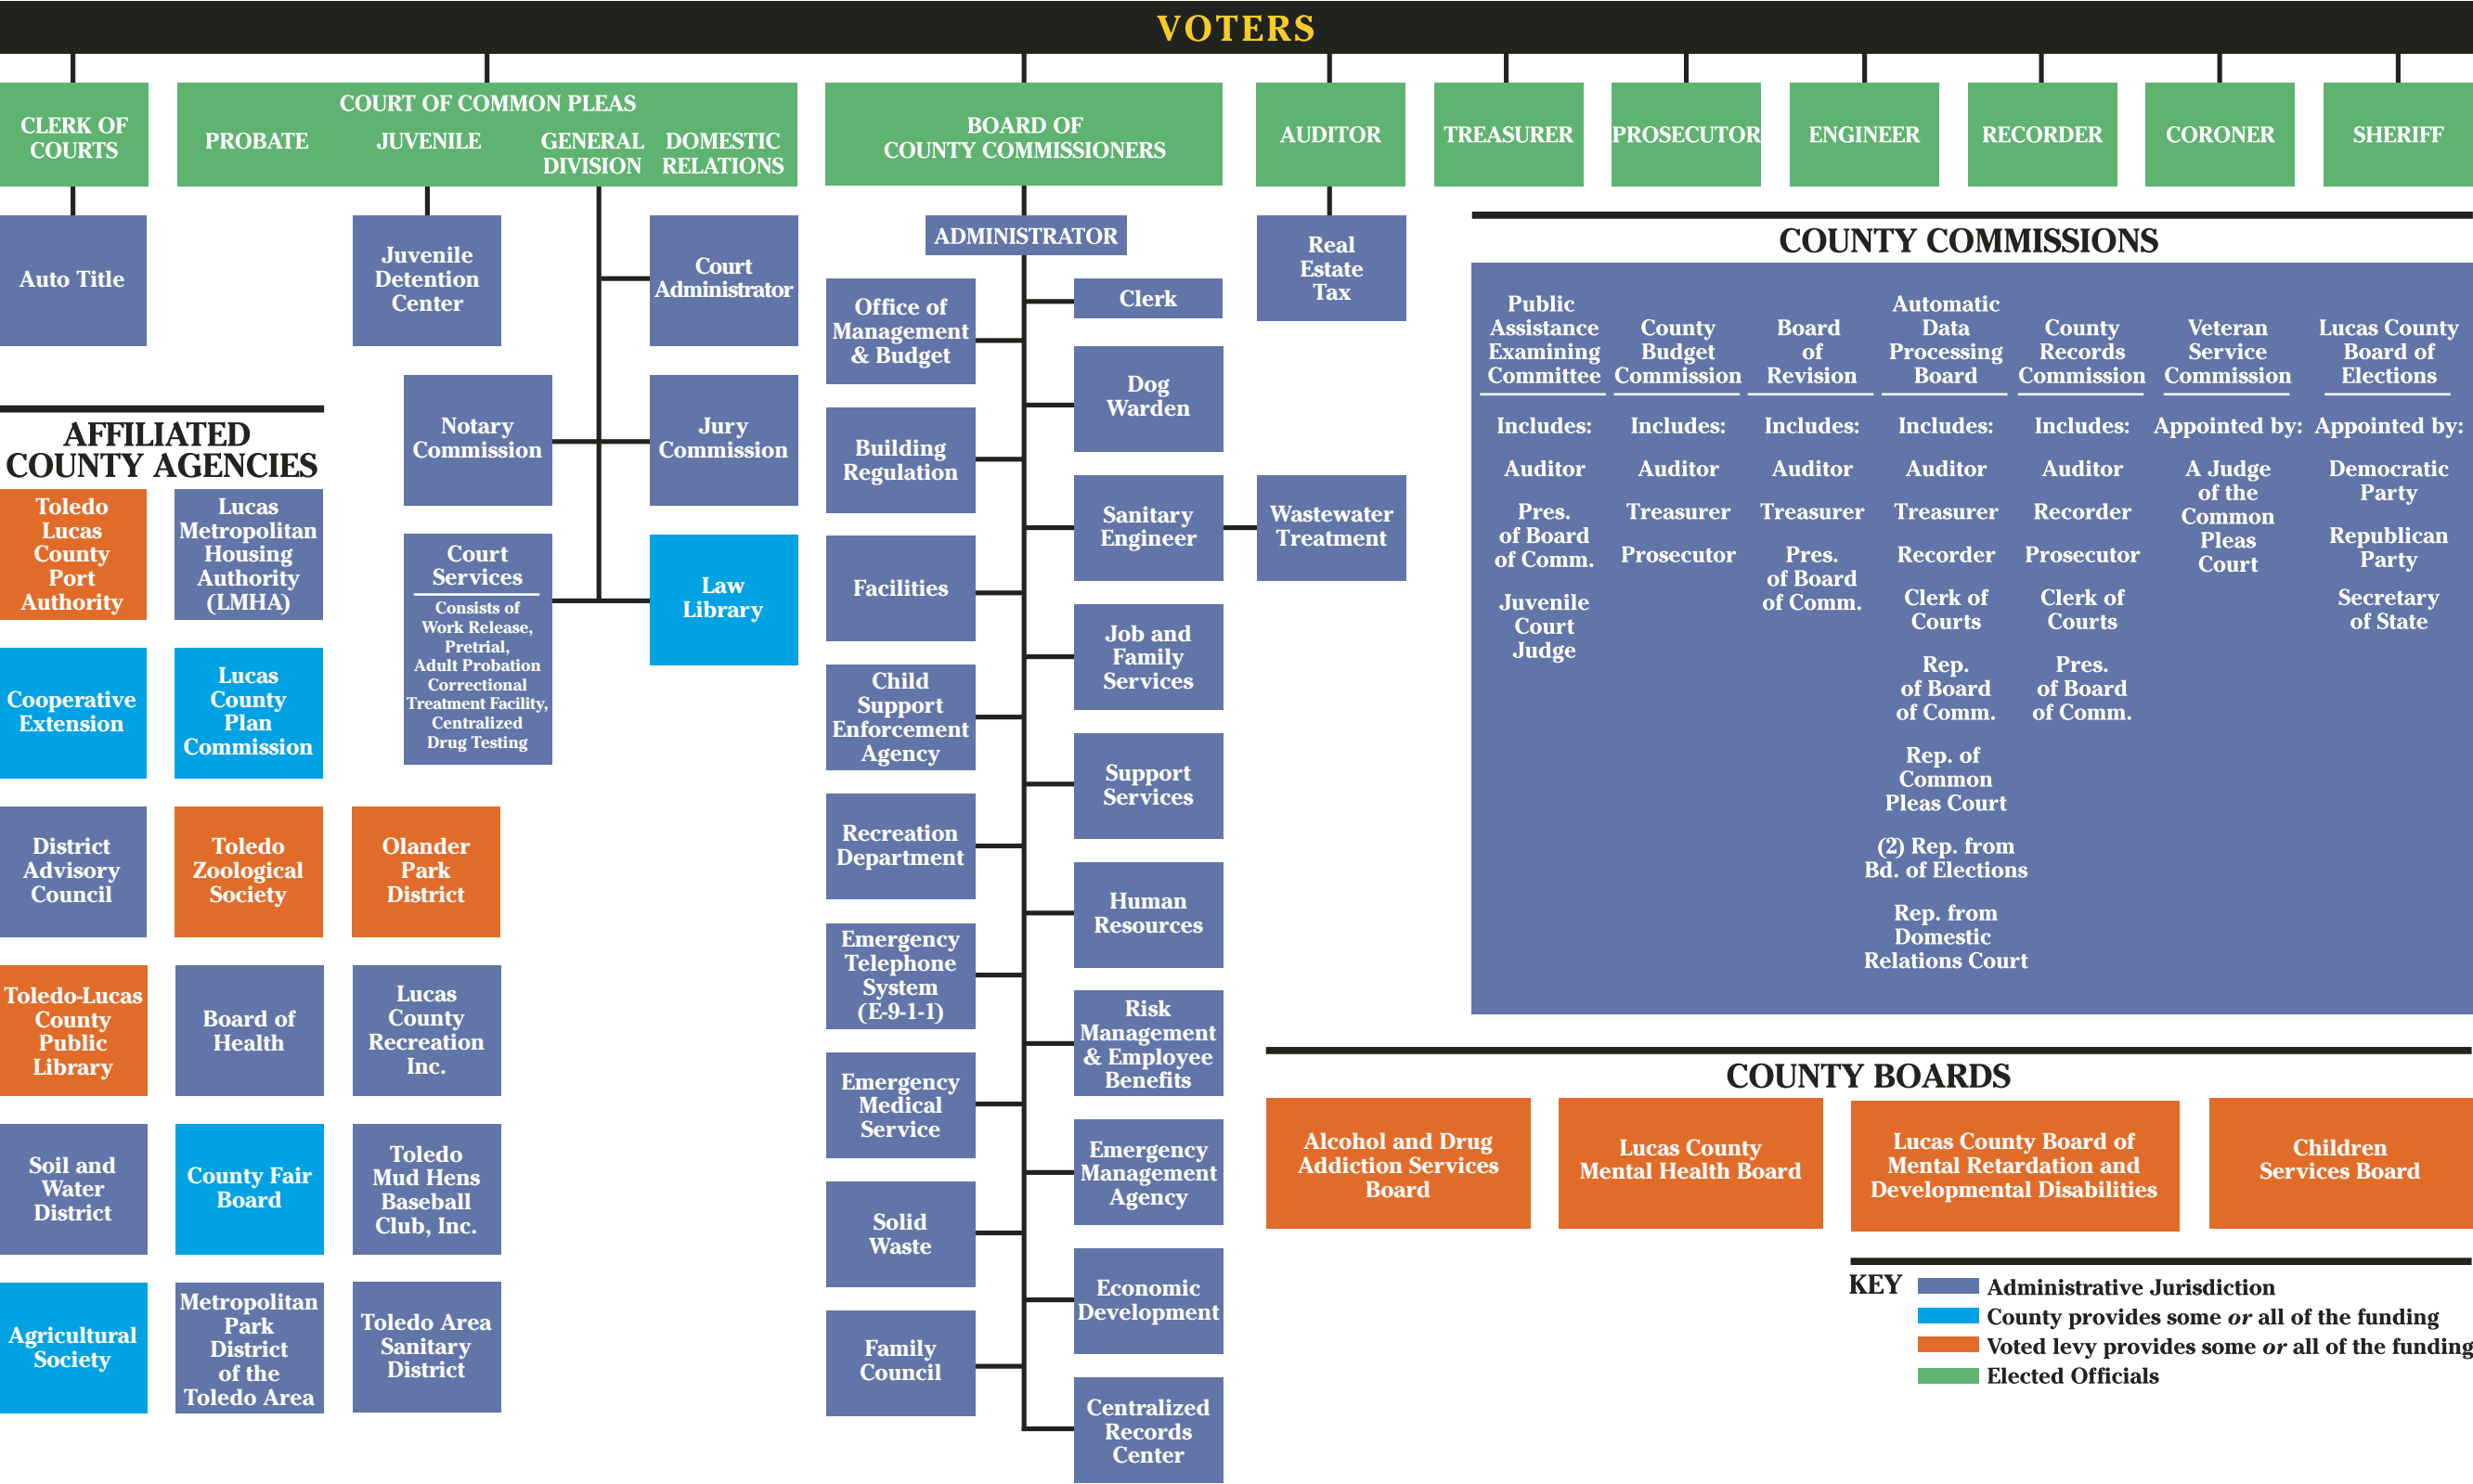 VOTERS
CLERK OF
COURTS
COURT OF COMMON PLEAS
PROBATE
JUVENILE
GENERAL
DIVISION
DOMESTIC
RELATIONS
BOARD OF
COUNTY COMMISSIONERS
AUDITOR
TREASURER
PROSECUTOR
ENGINEER
RECORDER
CORONER
SHERIFF
Auto Title
Juvenile
Detention
Center
Court
Administrator
Notary
Commission
Jury
Commission
Court
Services
Consists of
Work Release,
Pretrial,
Adult Probation
Correctional
Treatment Facility,
Centralized
Drug Testing
Law
Library
AFFILIATED
COUNTY AGENCIES
Toledo
Lucas
County
Port
Authority
Lucas
Metropolitan
Housing
Authority
(LMHA)
Cooperative
Extension
Lucas
County
Plan
Commission
District
Advisory
Council
Toledo
Zoological
Society
Olander
Park
District
Toledo-Lucas
County
Public
Library
Board of
Health
Lucas
County
Recreation
Inc.
Soil and
Water
District
County Fair
Board
Toledo
Mud Hens
Baseball
Club, Inc.
Agricultural
Society
Metropolitan
Park
District
of the
Toledo Area
Toledo Area
Sanitary
District
ADMINISTRATOR
Office of
Management
& Budget
Building
Regulation
Facilities
Child
Support
Enforcement
Agency
Recreation
Department
Emergency
Telephone
System
(E-9-1-1)
Emergency
Medical
Service
Solid
Waste
Family
Council
Clerk
Dog
Warden
Sanitary
Engineer
Wastewater
Treatment
Job and
Family
Services
Support
Services
Human
Resources
Risk
Management
& Employee
Benefits
Emergency
Management
Agency
Economic
Development
Centralized
Records
Center
Real
Estate
Tax
COUNTY COMMISSIONS
Public
Assistance
Examining
Committee
Includes:
Auditor
Pres.
of Board
of Comm.
Juvenile
Court
Judge
County
Budget
Commission
Includes:
Auditor
Treasurer
Prosecutor
Board
of
Revision
Includes:
Auditor
Treasurer
Pres.
of Board
of Comm.
Automatic
Data
Processing
Board
Includes:
Auditor
Treasurer
Recorder
Clerk of
Courts
Rep.
of Board
of Comm.
Rep. of
Common
Pleas Court
(2) Rep. from
Bd. of Elections
Rep. from
Domestic
Relations Court
County
Records
Commission
Includes:
Auditor
Recorder
Prosecutor
Clerk of
Courts
Pres.
of Board
of Comm.
Veteran
Service
Commission
Appointed by:
A Judge
of the
Common
Pleas
Court
Lucas County
Board of
Elections
Appointed by:
Democratic
Party
Republican
Party
Secretary
of State
COUNTY BOARDS
Alcohol and Drug
Addiction Services
Board
Lucas County
Mental Health Board
Lucas County Board of
Mental Retardation and
Developmental Disabilities
Children
Services Board
KEY
Administrative Jurisdiction
County provides some or all of the funding
Voted levy provides some or all of the funding
Elected Officials